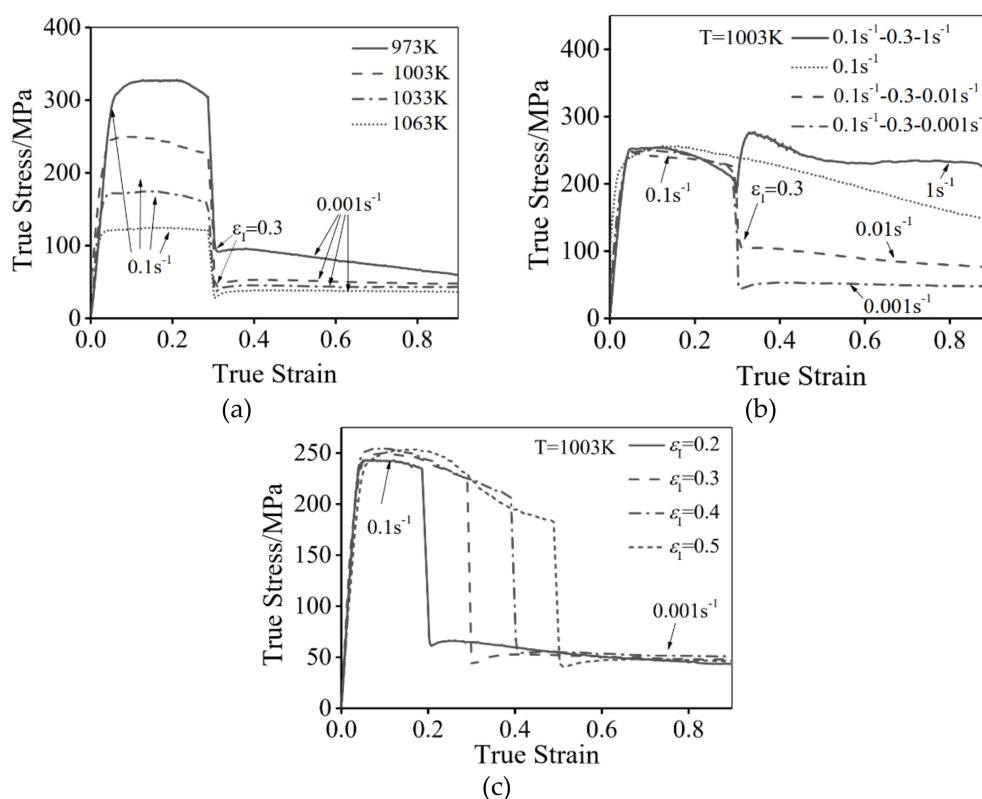 400
300
200
100
0
True Stress/MPa
973K
1003K
1033K
1063K
0.1s⁻¹
ε_I=0.3
0.001s⁻¹
0.0 0.2 0.4 0.6 0.8
True Strain
(a)
400
300
200
100
0
True Stress/MPa
T=1003K
0.1s⁻¹-0.3-1s⁻¹
0.1s⁻¹
0.1s⁻¹-0.3-0.01s⁻¹
0.1s⁻¹-0.3-0.001s⁻¹
0.1s⁻¹
ε_I=0.3
1s⁻¹
0.01s⁻¹
0.001s⁻¹
0.0 0.2 0.4 0.6 0.8
True Strain
(b)
250
200
150
100
50
0
True Stress/MPa
T=1003K
ε_I=0.2
ε_I=0.3
ε_I=0.4
ε_I=0.5
0.1s⁻¹
0.001s⁻¹
0.0 0.2 0.4 0.6 0.8
True Strain
(c)